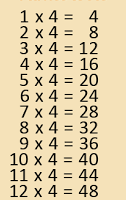 1 x 4 = 4
2 x 4 = 8
3 x 4 = 12
4 x 4 = 16
5 x 4 = 20
6 x 4 = 24
7 x 4 = 28
8 x 4 = 32
9 x 4 = 36
10 x 4 = 40
11 x 4 = 44
12 x 4 = 48